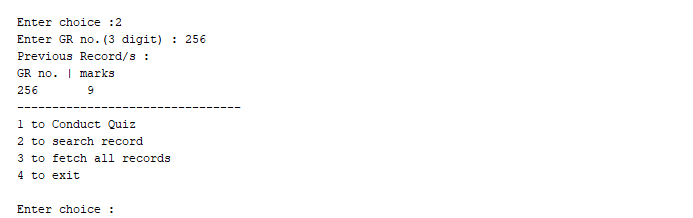 Enter choice :2
Enter GR no.(3 digit) : 256
Previous Record/s :
GR no. | marks
256       9
--------------------------------
1 to Conduct Quiz
2 to search record
3 to fetch all records
4 to exit
Enter choice :